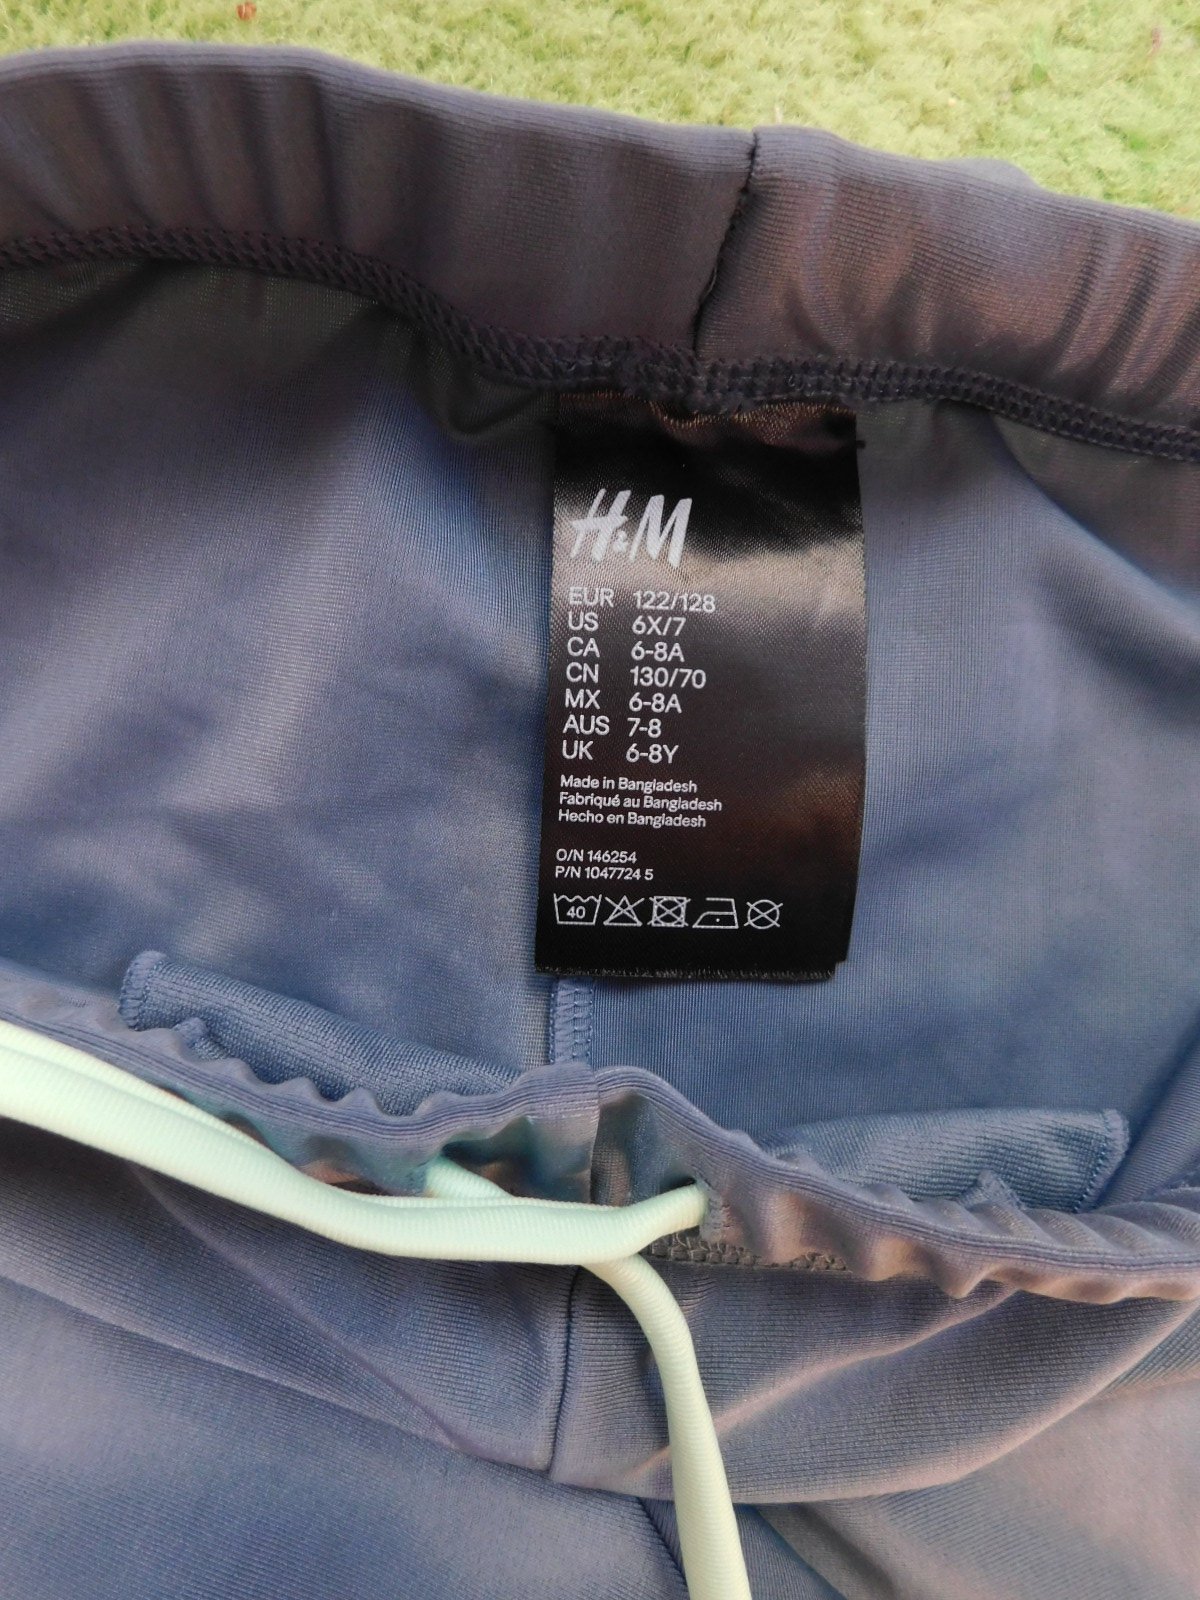 H&M
EUR 122/128
US 6X/7
CA 6-8A
CN 130/70
MX 6-8A
AUS 7-8
UK 6-8Y
Made in Bangladesh
Fabriqué au Bangladesh
Hecho en Bangladesh
O/N 146254
P/N 1047724 5
40